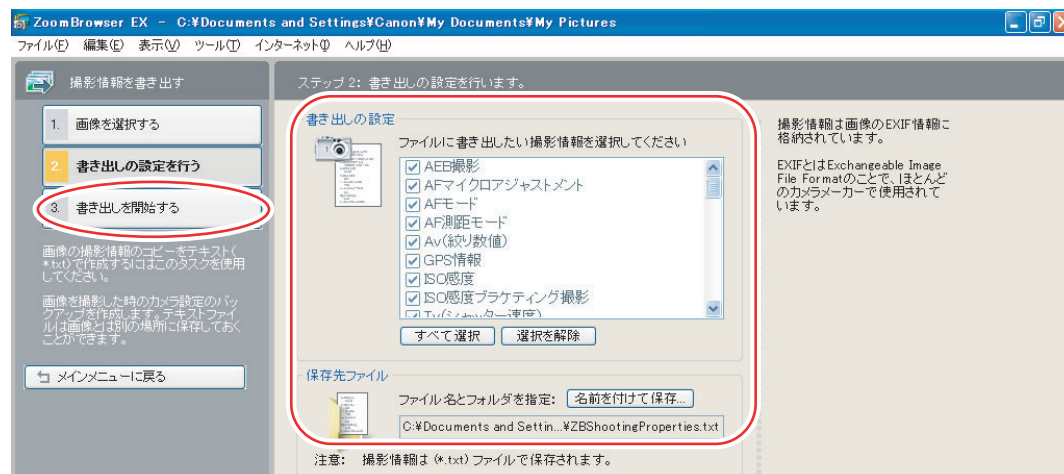 ZoomBrowser EX - C:¥Documents and Settings¥Canon¥My Documents¥My Pictures
ファイル(F) 編集(E) 表示(V) ツール(T) インターネット(I) ヘルプ(H)
撮影情報を書き出す
1. 画像を選択する
2. 書き出しの設定を行う
3. 書き出しを開始する
画像の撮影情報のコピーをテキスト(
*.txt)で作成するにはこのタスクを使用
してください。
画像を撮影した時のカメラ設定のバッ
クアップを作成します。テキストファイ
ルは画像とは別の場所に保存しておく
ことができます。
メインメニューに戻る
ステップ 2: 書き出しの設定を行います。
書き出しの設定
ファイルに書き出したい撮影情報を選択してください
AEB撮影
AFマイクロアジャストメント
AFモード
AF測距モード
Av(絞り数値)
GPS情報
ISO感度
ISO感度ブラケティング撮影
Tv(シャッター速度)
すべて選択 選択を解除
保存先ファイル
ファイル名とフォルダを指定: 名前を付けて保存...
C:¥Documents and Settin...¥ZBShootingProperties.txt
注意: 撮影情報は (*.txt) ファイルで保存されます。
撮影情報は画像のEXIF情報に
格納されています。
EXIFとはExchangeable Image
File Formatのことで、ほとんど
のカメラメーカーで使用されて
います。